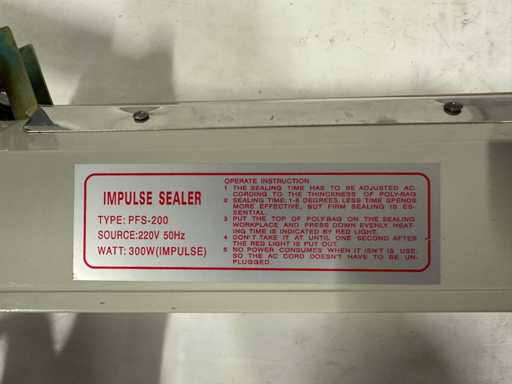 IMPULSE SEALER
TYPE: PFS-200
SOURCE:220V 50Hz
WATT: 300W(IMPULSE)
OPERATE INSTRUCTION
1 THE SEALING TIME HAS TO BE ADJUSTED AC-
CORDING TO THE THINCKNESS OF POLY-BAG
2 SEALING TIME: 1-8 DEGREES, LESS TIME SPENDS
MORE EFFECTIVE, BUT FIRM SEALING IS ES-
SENTIAL.
3 PUT THE TOP OF POLY-BAG ON THE SEALING
WORKPLACE AND PRESS DOWN EVENLY HEAT-
ING TIME IS INDICATED BY RED LIGHT.
4 DON'T TAKE IT AT UNTIL ONE SECOND AFTER
THE RED LIGHT IS PUT OUT.
5 NO POWER CONSUMES WHEN IT ISN'T IS USE,
SO THE AC CORD DOESN'T HAVE TO BE UN-
PLUGGED.